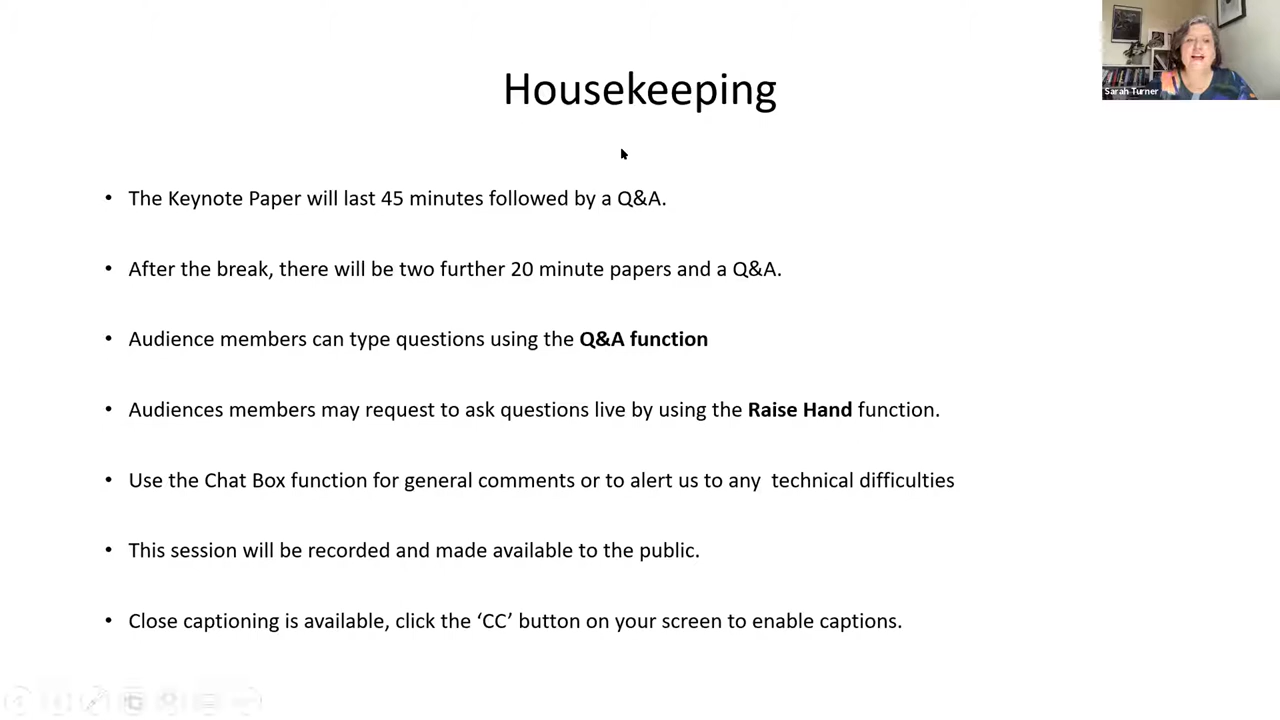 Housekeeping
Sarah Turner
• The Keynote Paper will last 45 minutes followed by a Q&A.
• After the break, there will be two further 20 minute papers and a Q&A.
• Audience members can type questions using the Q&A function
• Audiences members may request to ask questions live by using the Raise Hand function.
• Use the Chat Box function for general comments or to alert us to any  technical difficulties
• This session will be recorded and made available to the public.
• Close captioning is available, click the ‘CC’ button on your screen to enable captions.